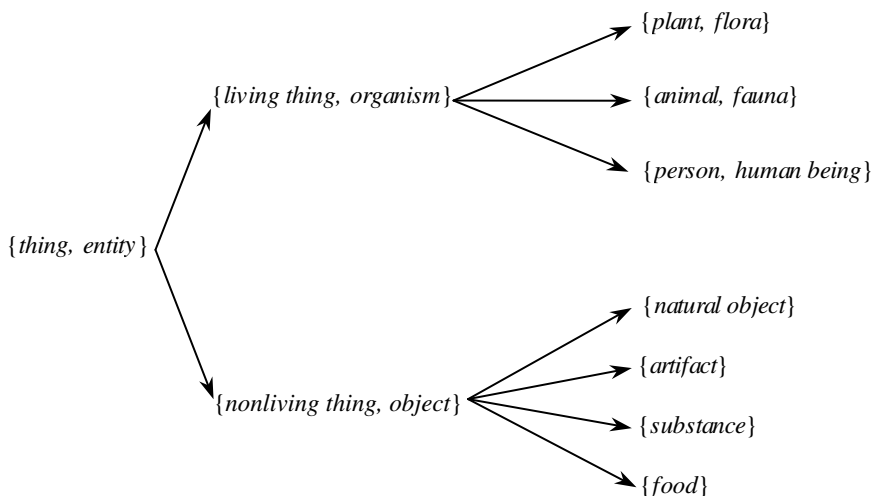 {plant, flora}
{living thing, organism}
{animal, fauna}
{person, human being}
{thing, entity}
{natural object}
{artifact}
{nonliving thing, object}
{substance}
{food}